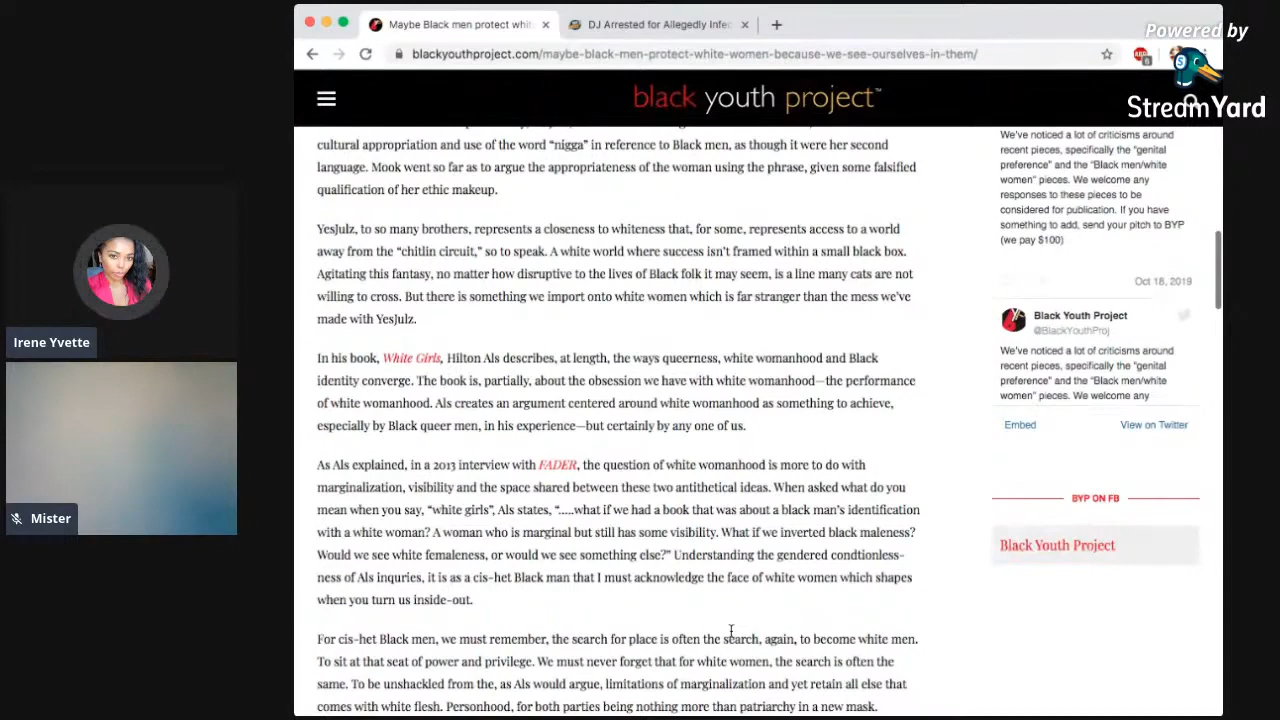 Maybe Black men protect whit
DJ Arrested for Allegedly Infec
blackyouthproject.com/maybe-black-men-protect-white-women-because-we-see-ourselves-in-them/
Powered by
StreamYard
black youth project™
cultural appropriation and use of the word “nigga” in reference to Black men, as though it were her second
language. Mook went so far as to argue the appropriateness of the woman using the phrase, given some falsified
qualification of her ethic makeup.
YesJulz, to so many brothers, represents a closeness to whiteness that, for some, represents access to a world
away from the “chitlin circuit,” so to speak. A white world where success isn’t framed within a small black box.
Agitating this fantasy, no matter how disruptive to the lives of Black folk it may seem, is a line many cats are not
willing to cross. But there is something we import onto white women which is far stranger than the mess we’ve
made with YesJulz.
In his book, White Girls, Hilton Als describes, at length, the ways queerness, white womanhood and Black
identity converge. The book is, partially, about the obsession we have with white womanhood—the performance
of white womanhood. Als creates an argument centered around white womanhood as something to achieve,
especially by Black queer men, in his experience—but certainly by any one of us.
As Als explained, in a 2013 interview with FADER, the question of white womanhood is more to do with
marginalization, visibility and the space shared between these two antithetical ideas. When asked what do you
mean when you say, “white girls”, Als states, “…..what if we had a book that was about a black man’s identification
with a white woman? A woman who is marginal but still has some visibility. What if we inverted black maleness?
Would we see white femaleness, or would we see something else?” Understanding the gendered condtionless-
ness of Als inquries, it is as a cis-het Black man that I must acknowledge the face of white women which shapes
when you turn us inside-out.
For cis-het Black men, we must remember, the search for place is often the search, again, to become white men.
To sit at that seat of power and privilege. We must never forget that for white women, the search is often the
same. To be unshackled from the, as Als would argue, limitations of marginalization and yet retain all else that
comes with white flesh. Personhood, for both parties being nothing more than patriarchy in a new mask.
We've noticed a lot of criticisms around
recent pieces, specifically the "genital
preference" and the "Black men/white
women" pieces. We welcome any
responses to these pieces to be
considered for publication. If you have
something to add, send your pitch to BYP
(we pay $100)
Oct 18, 2019
Black Youth Project
@BlackYouthProj
We've noticed a lot of criticisms around
recent pieces, specifically the "genital
preference" and the "Black men/white
women" pieces. We welcome any
Embed
View on Twitter
BYP ON FB
Black Youth Project
Irene Yvette
Mister